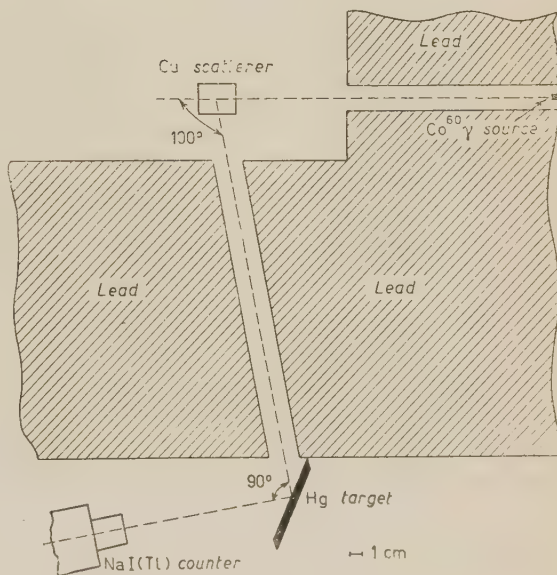 Lead
Cu scatterer
Co⁶⁰ γ source
100°
Lead
Lead
90°
Hg target
NaI(Tl) counter
1 cm